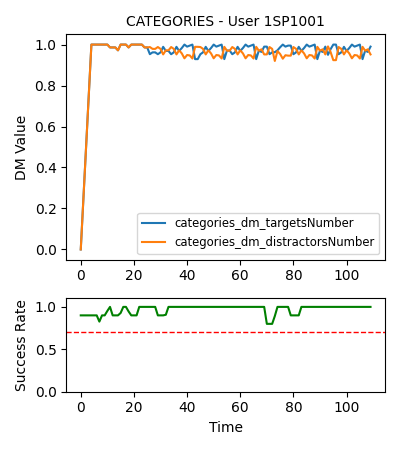 CATEGORIES - User 1SP1001
DM Value
1.0
0.8
0.6
0.4
0.2
0.0
categories_dm_targetsNumber
categories_dm_distractorsNumber
0 20 40 60 80 100
Success Rate
1.0
0.5
0.0
0 20 40 60 80 100
Time